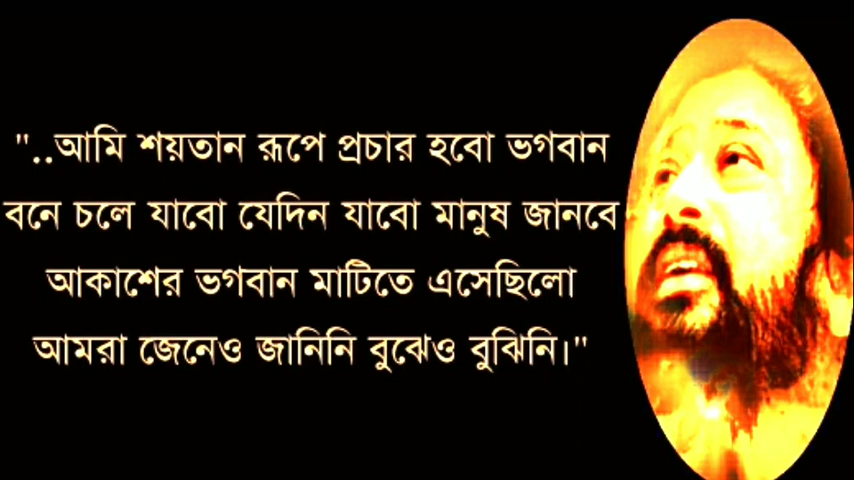 "..আমি শয়তান রূপে প্রচার হবো ভগবান
বনে চলে যাবো যেদিন যাবো মানুষ জানবে
আকাশের ভগবান মাটিতে এসেছিলো
আমরা জেনেও জানিনি বুঝেও বুঝিনি।"